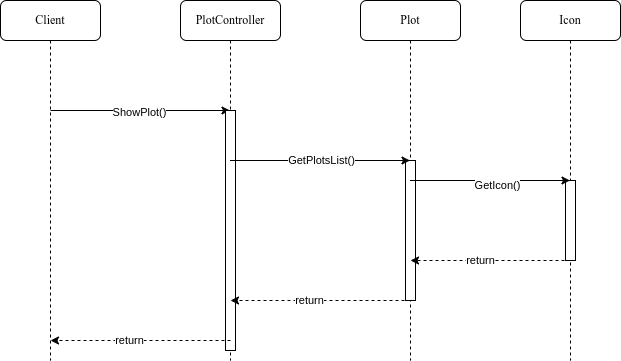 Client
PlotController
Plot
Icon
ShowPlot()
GetPlotsList()
GetIcon()
return
return
return